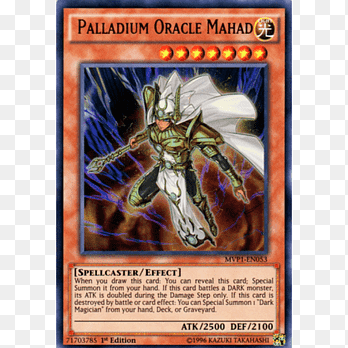 PALLADIUM ORACLE MAHAD
光
MVP1-EN053
[SPELLCASTER/EFFECT]
When you draw this card: You can reveal this card; Special
Summon it from your hand. If this card battles a DARK monster,
its ATK is doubled during the Damage Step only. If this card is
destroyed by battle or card effect: You can Special Summon 1 "Dark
Magician" from your hand, Deck, or Graveyard.
ATK/2500 DEF/2100
71703785 1st Edition ©1996 KAZUKI TAKAHASHI